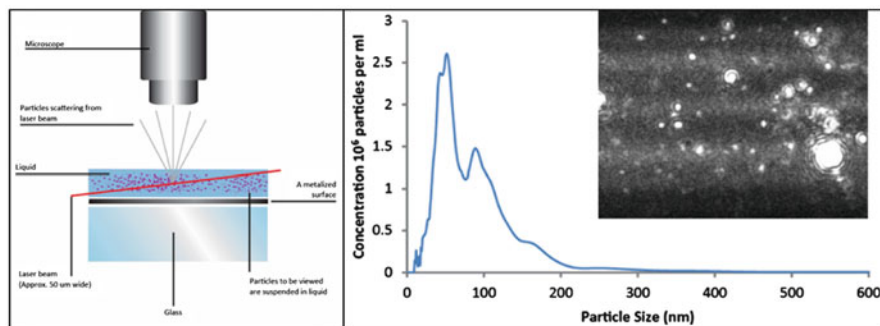 Microscope
Particles scattering from
laser beam
Liquid
A metalized
surface
Laser beam
(Approx. 50 um wide)
Particles to be viewed
are suspended in liquid
Glass
Concentration 10⁶ particles per ml
3
2.5
2
1.5
1
0.5
0
0 100 200 300 400 500 600
Particle Size (nm)